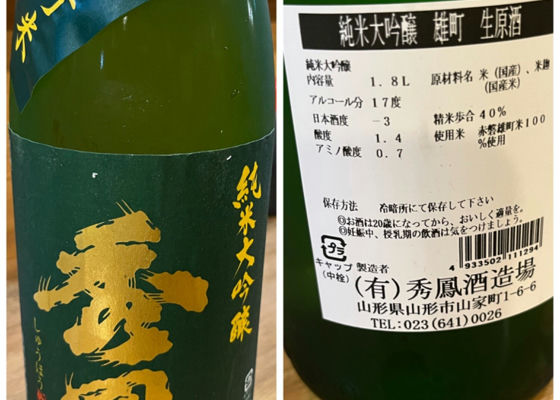 米
純米大吟醸
秀鳳
しゅうほう
純米大吟醸 雄町 生原酒
純米大吟醸
内容量 1.8L 原材料名 米(国産)、米麹
(国産米)
アルコール分 17度
日本酒度 -3 精米歩合 40%
酸度 1.4 使用米 赤磐雄町米100
%使用
アミノ酸度 0.7
保存方法 冷暗所にて保存して下さい
◎お酒は20歳になってから、おいしく適量を。
◎妊娠中、授乳期の飲酒は気をつけましょう。
プラ
キャップ
(中栓)
4 933502 111294
製造者
(有)秀鳳酒造場
山形県山形市山家町1-6-6
TEL:023(641)0026